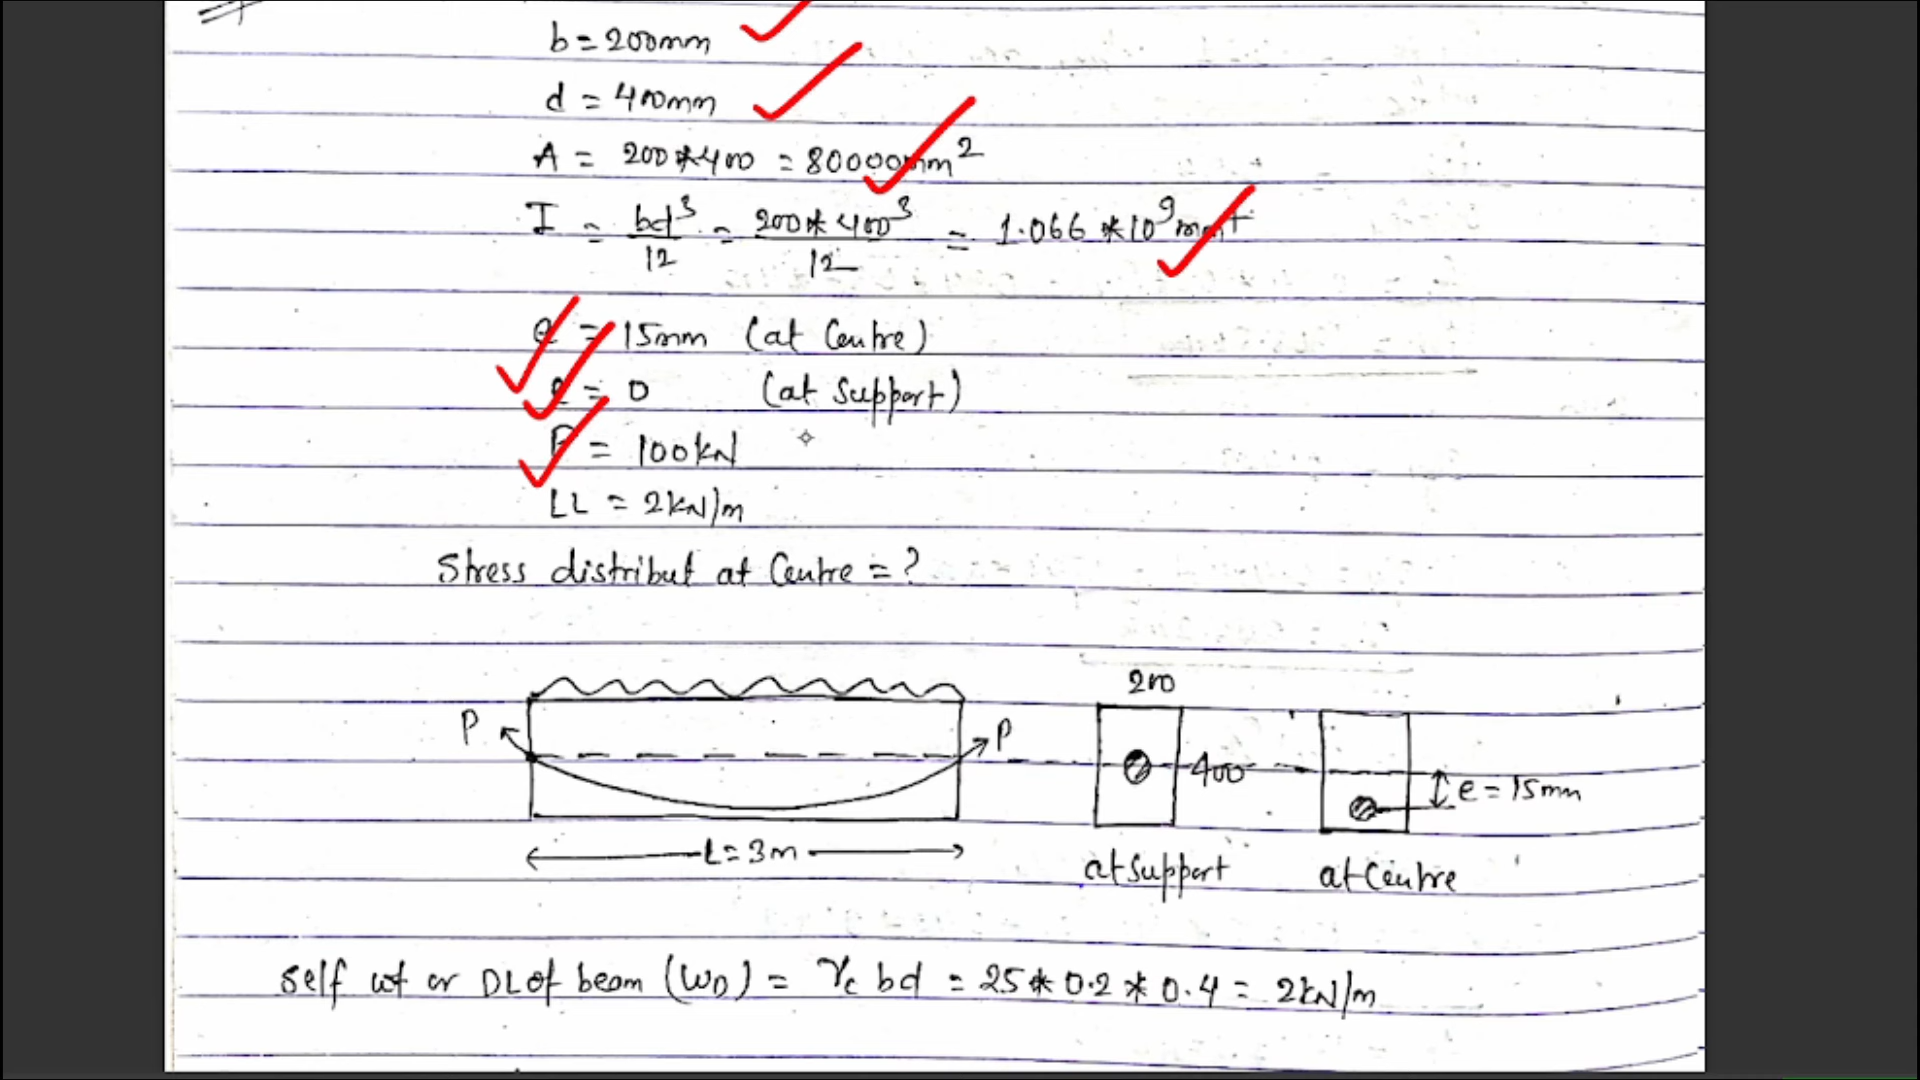 b = 200mm
d = 400mm
A = 200*400 = 80000mm²
I = bd³/12 = 200*400³/12 = 1.066 *10⁹mm⁴
e = 15mm (at Centre)
e = 0 (at Support)
P = 100kN
LL = 2kN/m
Stress distribut at Centre = ?
200
P
P
400
e = 15mm
L = 3m
at Support
at Centre
Self wt or DL of beam (WD) = γc bd = 25 * 0.2 * 0.4 = 2kN/m